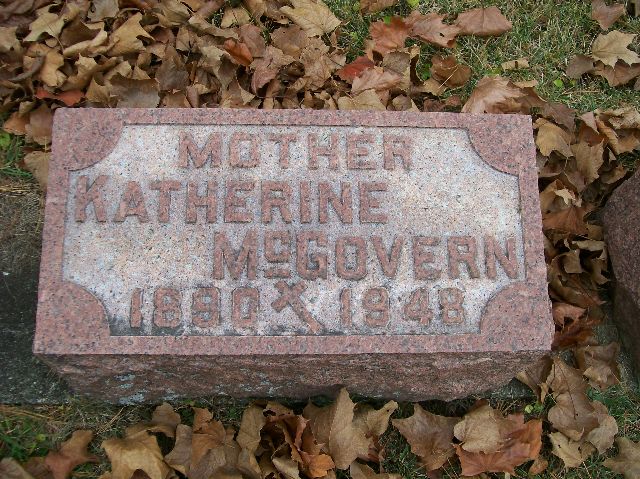 MOTHER
KATHERINE
McGOVERN
1890 1948